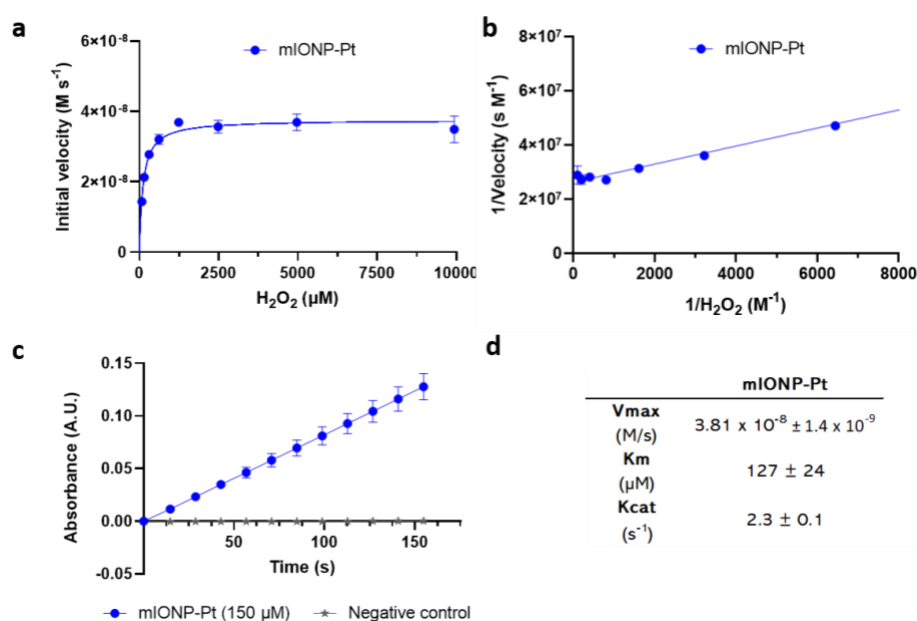 a
mIONP-Pt
Initial velocity (M s⁻¹)
6×10⁻⁸
4×10⁻⁸
2×10⁻⁸
0
0 2500 5000 7500 10000
H₂O₂ (µM)
b
mIONP-Pt
1/Velocity (s M⁻¹)
8×10⁷
6×10⁷
4×10⁷
2×10⁷
0
0 2000 4000 6000 8000
1/H₂O₂ (M⁻¹)
c
Absorbance (A.U.)
0.15
0.10
0.05
0.00
-0.05
50 100 150
Time (s)
mIONP-Pt (150 µM) Negative control
d
mIONP-Pt
Vmax
(M/s)
3.81 x 10⁻⁸ ± 1.4 x 10⁻⁹
Km
(µM)
127 ± 24
Kcat
(s⁻¹)
2.3 ± 0.1